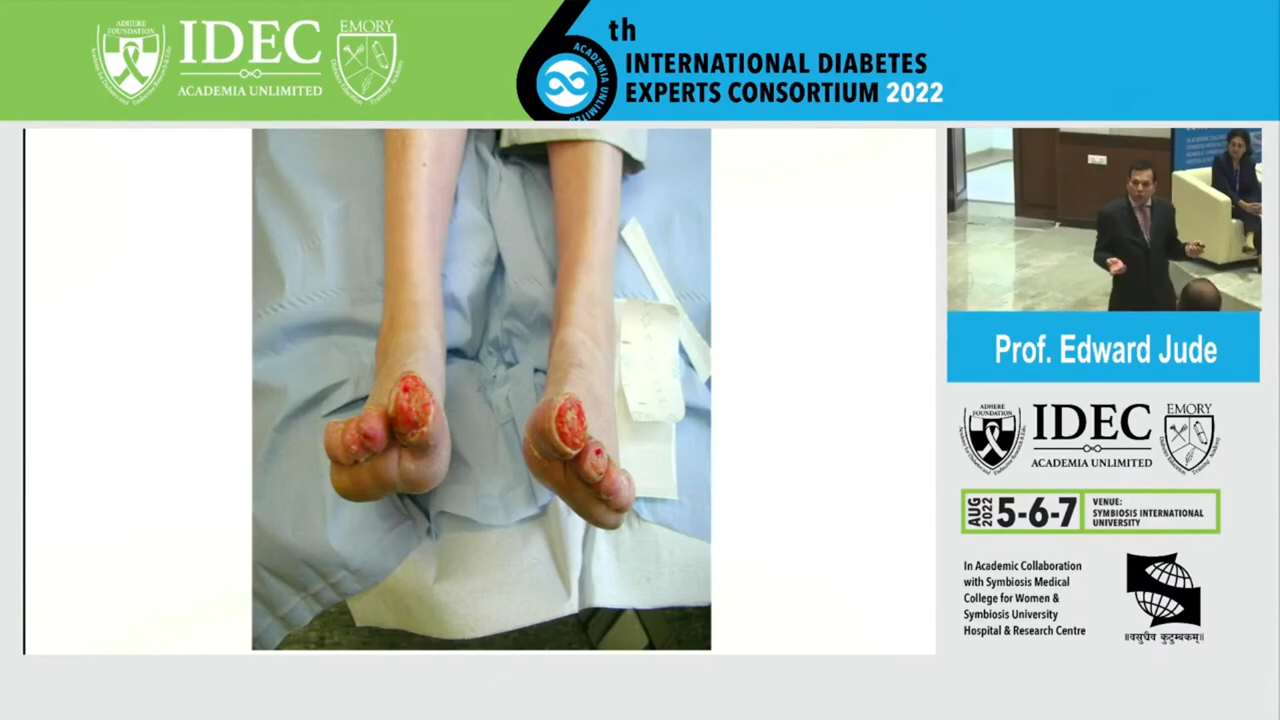 ADHERE
FOUNDATION
IDEC
ACADEMIA UNLIMITED
EMORY
6th
ACADEMIA UNLIMITED
INTERNATIONAL DIABETES
EXPERTS CONSORTIUM 2022
Prof. Edward Jude
ADHERE
FOUNDATION
IDEC
ACADEMIA UNLIMITED
EMORY
AUG
2022
5-6-7
VENUE:
SYMBIOSIS INTERNATIONAL
UNIVERSITY
In Academic Collaboration
with Symbiosis Medical
College for Women &
Symbiosis University
Hospital & Research Centre
॥वसुधैव कुटुम्बकम्॥